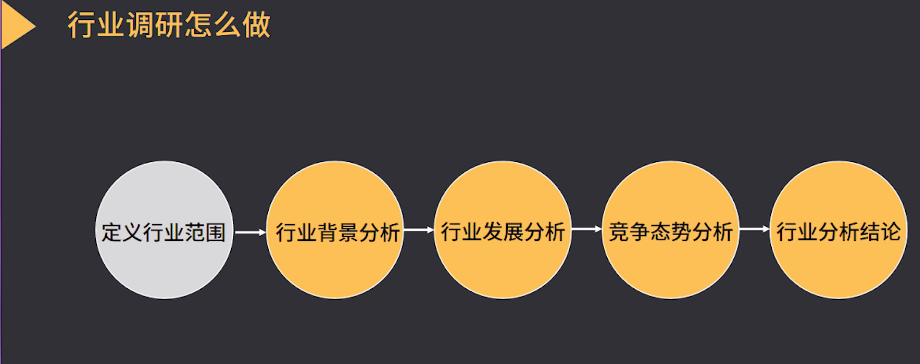 行业调研怎么做
定义行业范围
行业背景分析
行业发展分析
竞争态势分析
行业分析结论